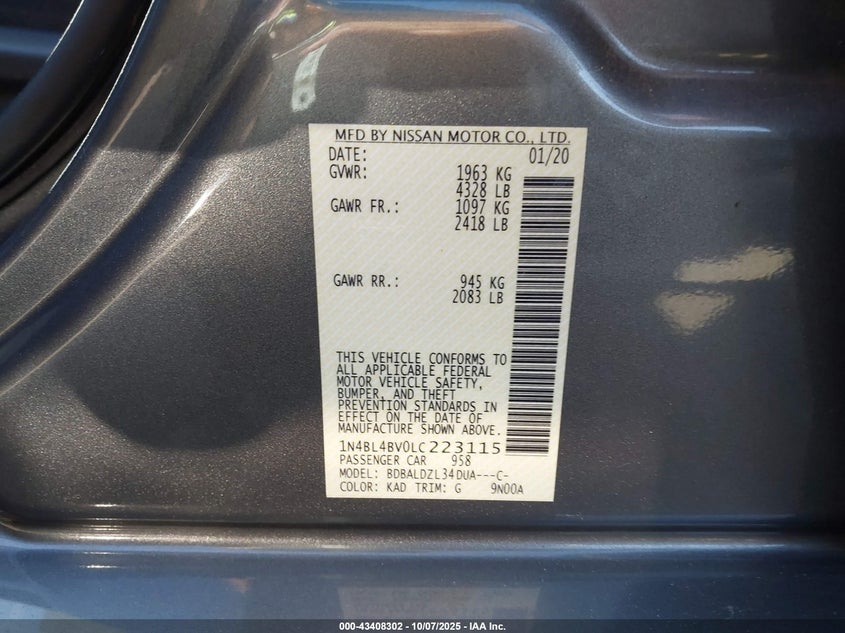 MFD BY NISSAN MOTOR CO., LTD.
DATE: 01/20
GVWR: 1963 KG
4328 LB
GAWR FR.: 1097 KG
2418 LB
GAWR RR.: 945 KG
2083 LB
THIS VEHICLE CONFORMS TO
ALL APPLICABLE FEDERAL
MOTOR VEHICLE SAFETY,
BUMPER, AND THEFT
PREVENTION STANDARDS IN
EFFECT ON THE DATE OF
MANUFACTURE SHOWN ABOVE.
1N4BL4BV0LC223115
PASSENGER CAR 958
MODEL: BDBALDZL34DUA---C-
COLOR: KAD TRIM: G 9N00A
000-43408302 - 10/07/2025 - IAA Inc.